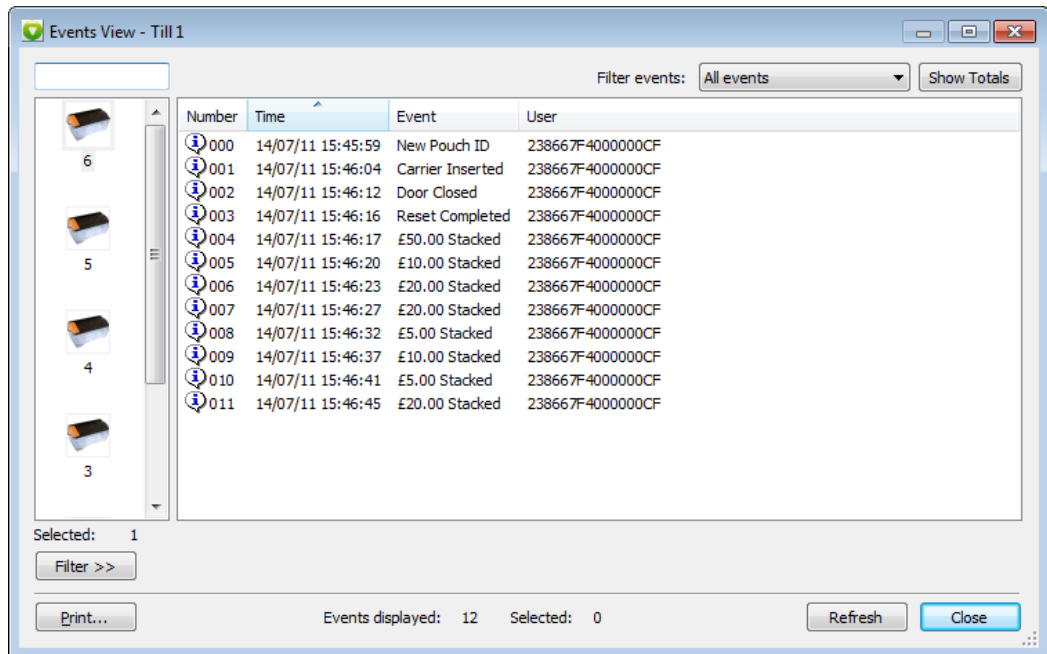 Events View - Till 1
Filter events: All events Show Totals
Number Time Event User
000 14/07/11 15:45:59 New Pouch ID 238667F4000000CF
001 14/07/11 15:46:04 Carrier Inserted 238667F4000000CF
002 14/07/11 15:46:12 Door Closed 238667F4000000CF
003 14/07/11 15:46:16 Reset Completed 238667F4000000CF
004 14/07/11 15:46:17 £50.00 Stacked 238667F4000000CF
005 14/07/11 15:46:20 £10.00 Stacked 238667F4000000CF
006 14/07/11 15:46:23 £20.00 Stacked 238667F4000000CF
007 14/07/11 15:46:27 £20.00 Stacked 238667F4000000CF
008 14/07/11 15:46:32 £5.00 Stacked 238667F4000000CF
009 14/07/11 15:46:37 £10.00 Stacked 238667F4000000CF
010 14/07/11 15:46:41 £5.00 Stacked 238667F4000000CF
011 14/07/11 15:46:45 £20.00 Stacked 238667F4000000CF
6
5
4
3
Selected: 1
Filter >>
Print... Events displayed: 12 Selected: 0 Refresh Close